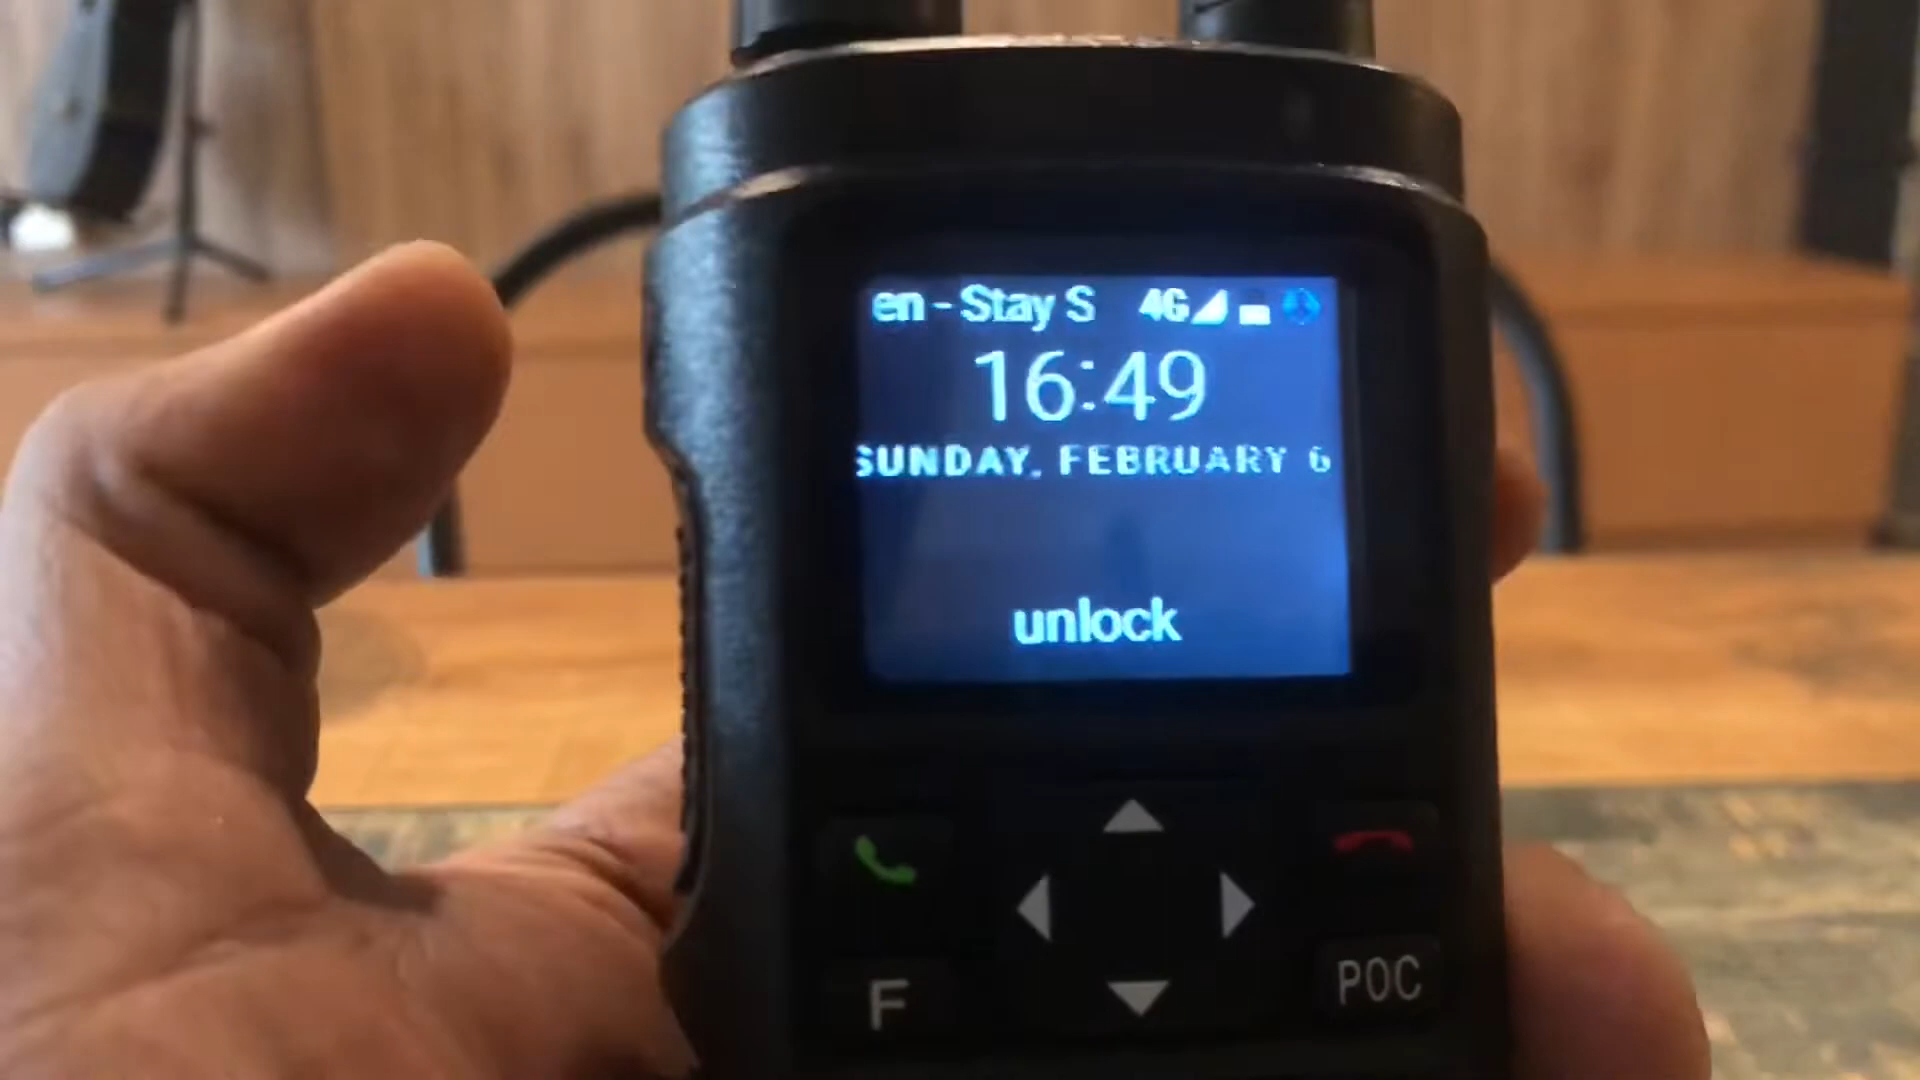 en - Stay S 4G
16:49
SUNDAY, FEBRUARY 6
unlock
F
POC